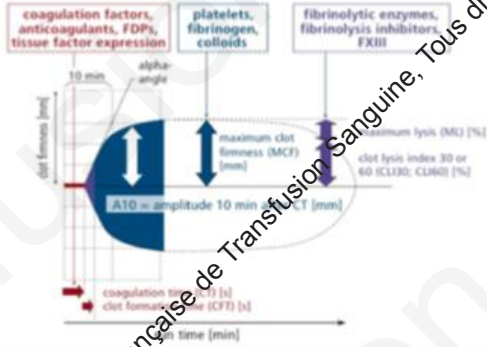 coagulation factors,
anticoagulants, FDPs,
tissue factor expression
platelets,
fibrinogen,
colloids
fibrinolytic enzymes,
fibrinolysis inhibitors,
FXIII
10 min
alpha-
angle
clot firmness [mm]
maximum clot
firmness (MCF)
[mm]
maximum lysis (ML) [%]
clot lysis index 30 or
60 (CLI30; CLI60) [%]
A10 = amplitude 10 min CT [mm]
coagulation time (CT) [s]
clot formation time (CFT) [s]
time [min]
de Transfusion Sanguine, Tous